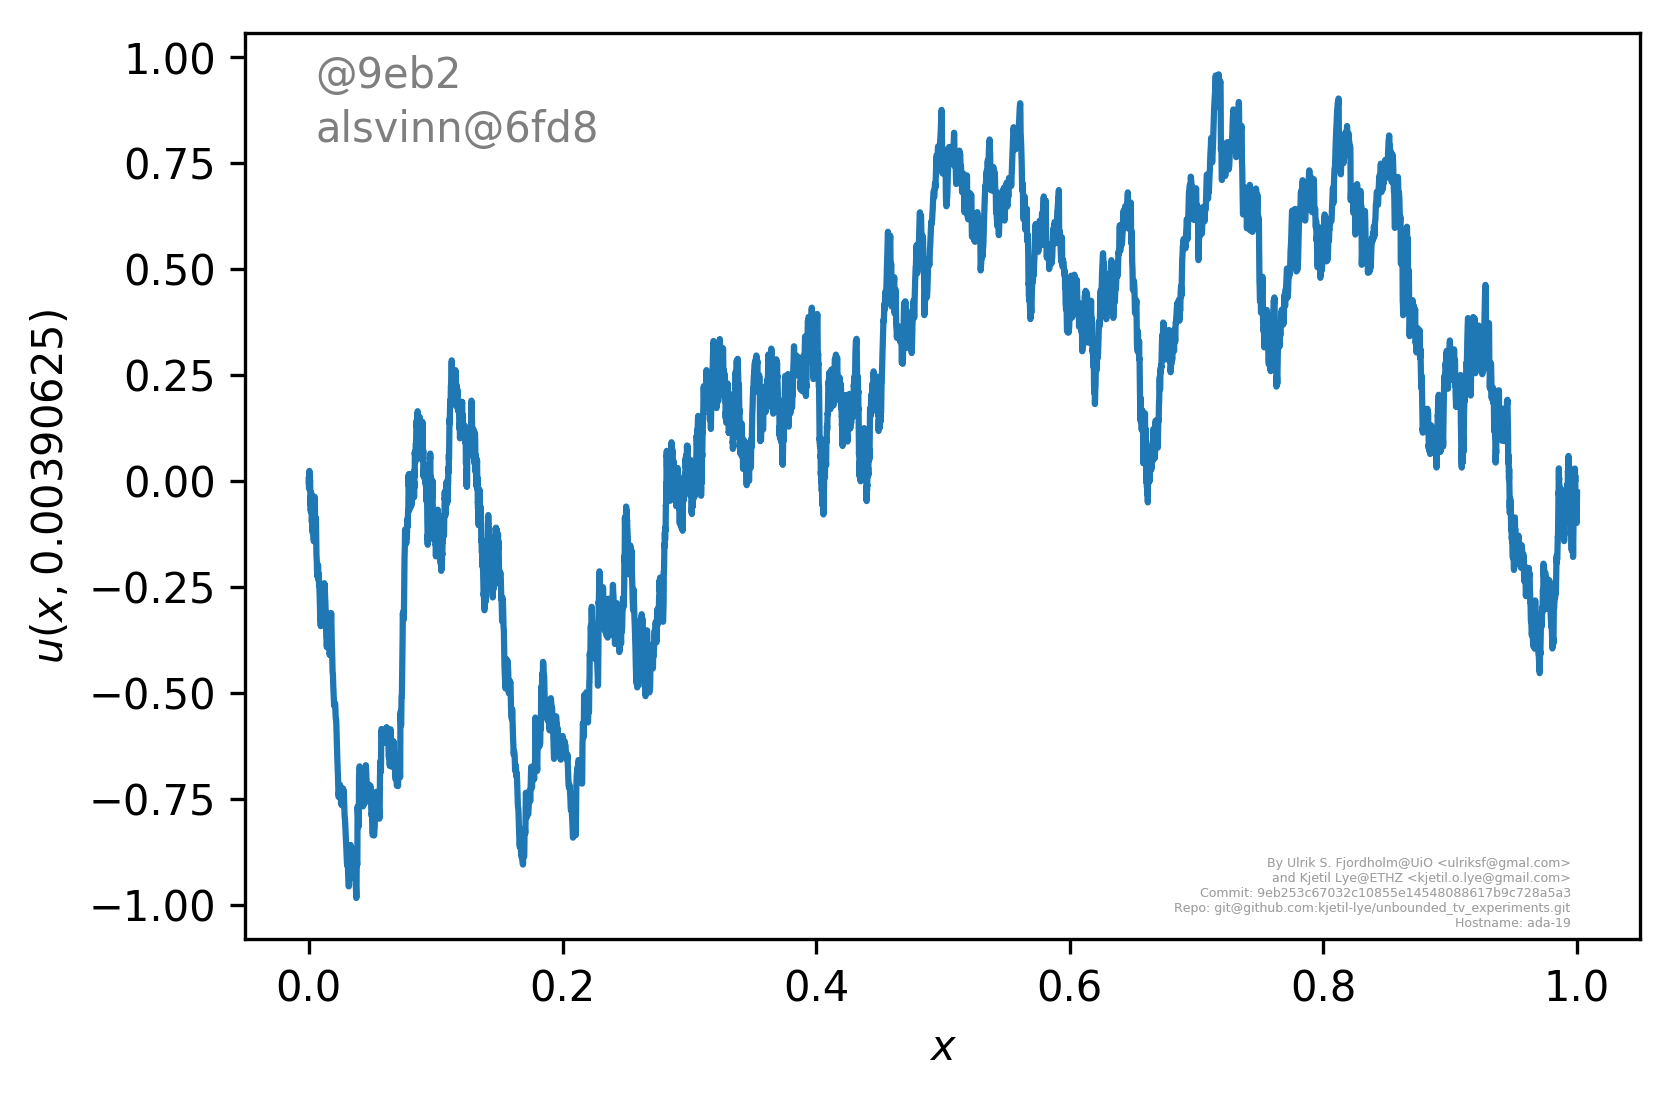 @9eb2
alsvinn@6fd8
1.00
0.75
0.50
0.25
0.00
−0.25
−0.50
−0.75
−1.00
u(x, 0.00390625)
By Ulrik S. Fjordholm@UiO <ulriksf@gmal.com>
and Kjetil Lye@ETHZ <kjetil.o.lye@gmail.com>
Commit: 9eb253c67032c10855e14548088617b9c728a5a3
Repo: git@github.com:kjetil-lye/unbounded_tv_experiments.git
Hostname: ada-19
0.0 0.2 0.4 0.6 0.8 1.0
x